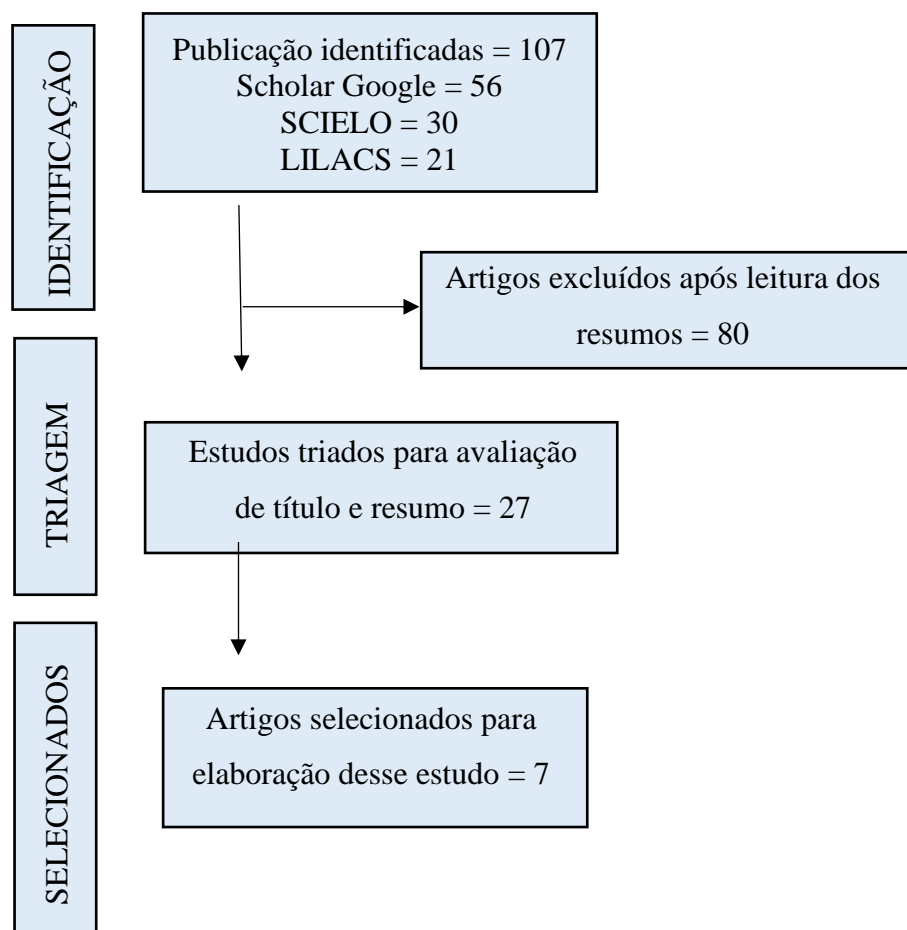 IDENTIFICAÇÃO
Publicação identificadas = 107
Scholar Google = 56
SCIELO = 30
LILACS = 21
Artigos excluídos após leitura dos
resumos = 80
TRIAGEM
Estudos triados para avaliação
de título e resumo = 27
SELECIONADOS
Artigos selecionados para
elaboração desse estudo = 7